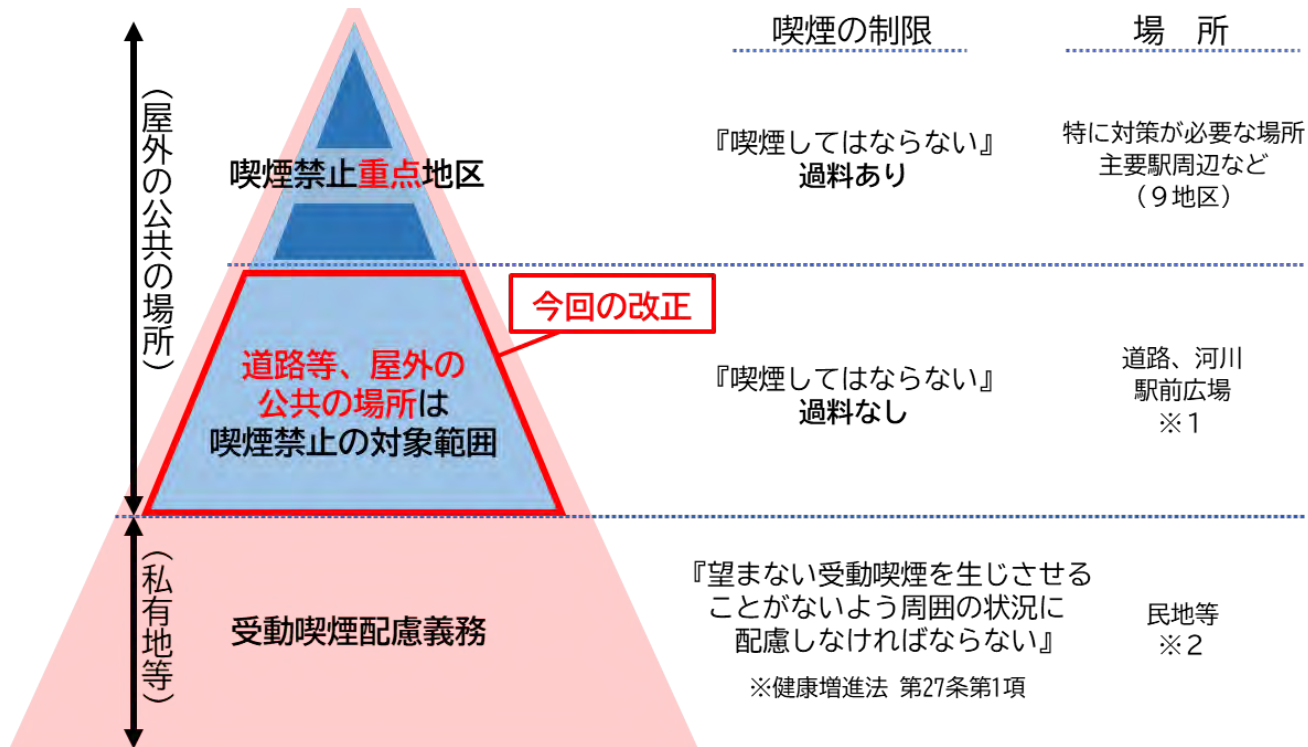 喫煙の制限
場　所
（屋外の公共の場所）
喫煙禁止重点地区
『喫煙してはならない』
過料あり
特に対策が必要な場所
主要駅周辺など
（９地区）
今回の改正
道路等、屋外の
公共の場所は
喫煙禁止の対象範囲
『喫煙してはならない』
過料なし
道路、河川
駅前広場
※1
（私有地等）
受動喫煙配慮義務
『望まない受動喫煙を生じさせる
ことがないよう周囲の状況に
配慮しなければならない』
※健康増進法 第27条第1項
民地等
※2